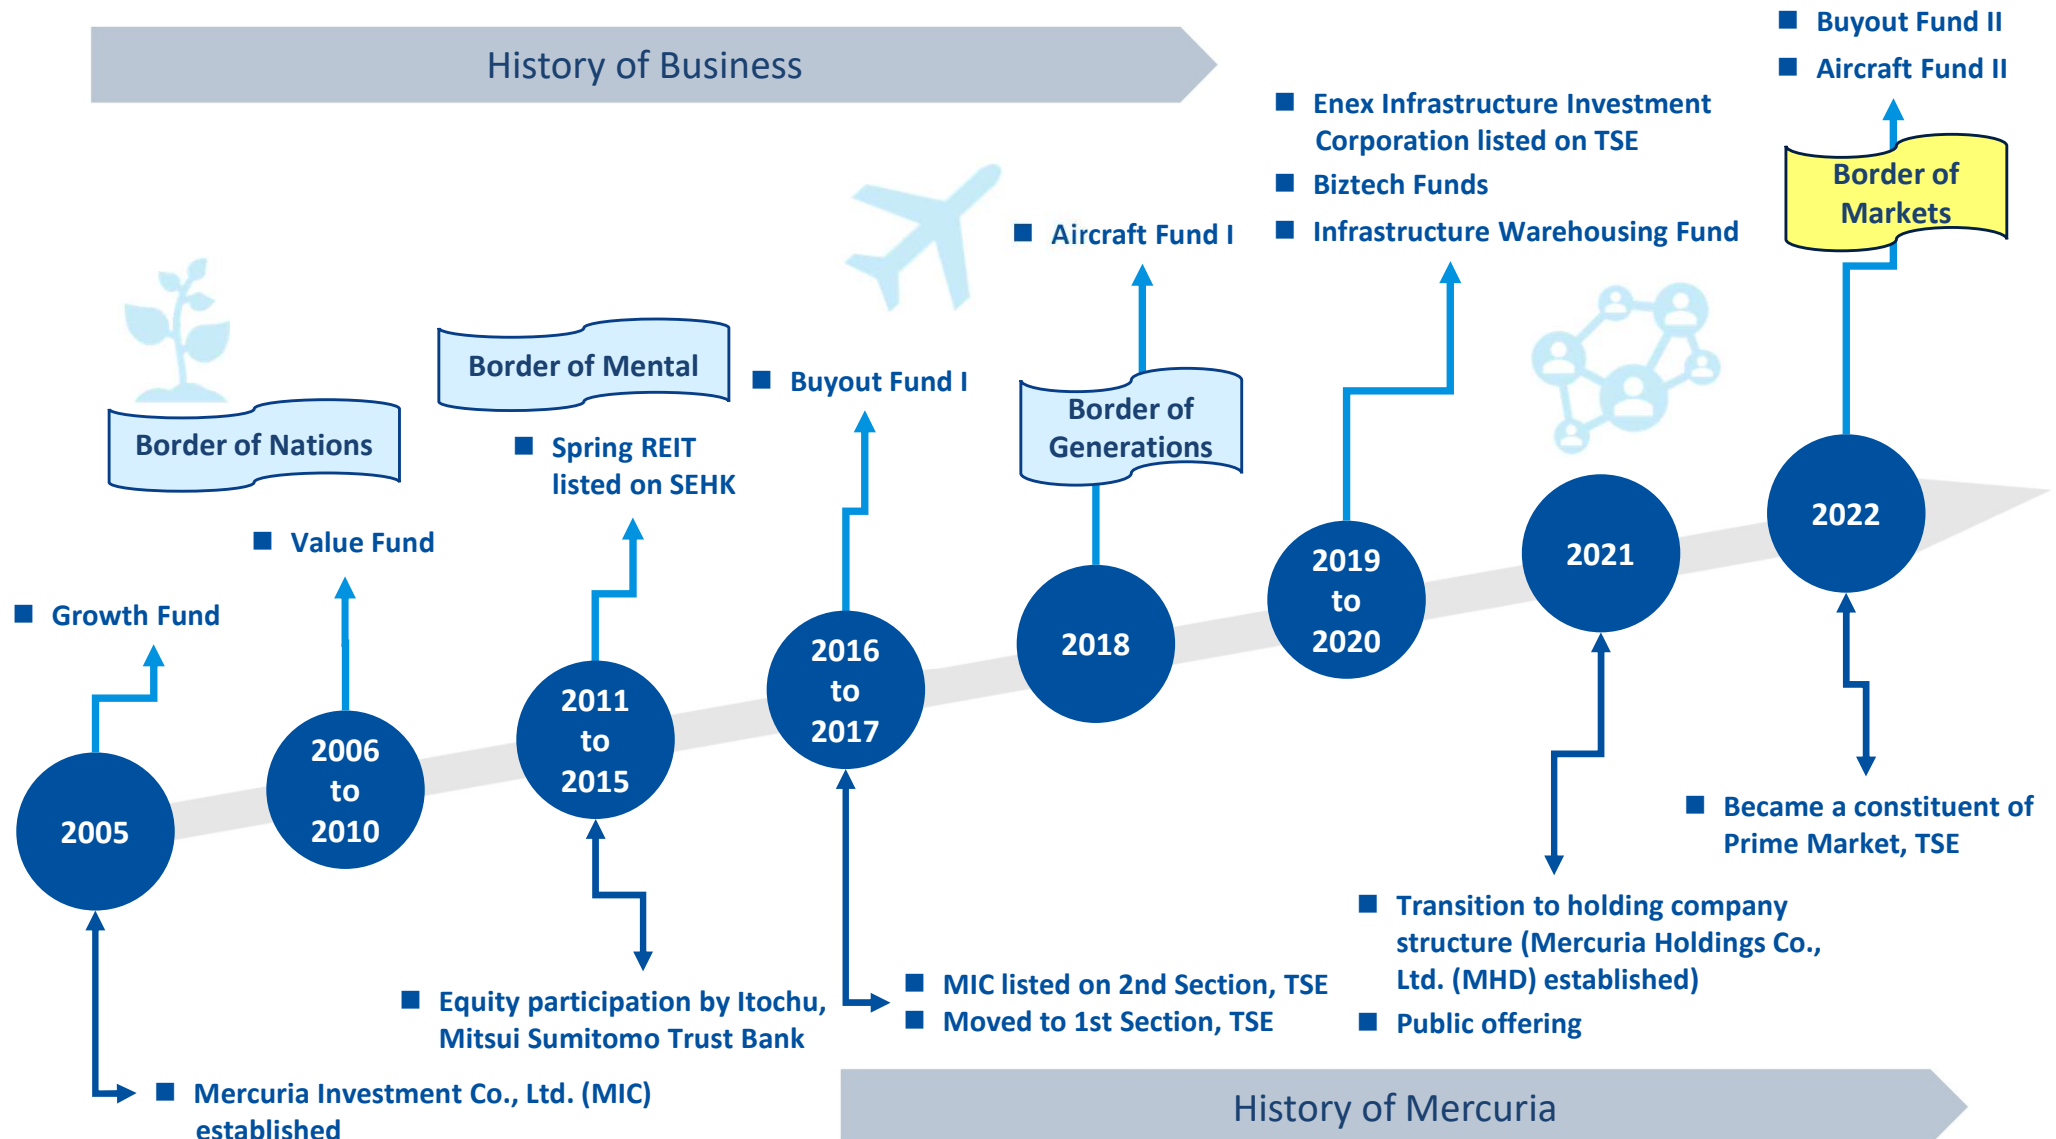 History of Business
■ Buyout Fund II
■ Aircraft Fund II
■ Enex Infrastructure Investment
Corporation listed on TSE
■ Biztech Funds
■ Infrastructure Warehousing Fund
Border of
Markets
■ Aircraft Fund I
Border of Mental
■ Buyout Fund I
Border of
Generations
Border of Nations
■ Spring REIT
listed on SEHK
■ Value Fund
■ Growth Fund
2005
2006
to
2010
2011
to
2015
2016
to
2017
2018
2019
to
2020
2021
2022
■ Became a constituent of
Prime Market, TSE
■ Transition to holding company
structure (Mercuria Holdings Co.,
Ltd. (MHD) established)
■ Public offering
■ MIC listed on 2nd Section, TSE
■ Moved to 1st Section, TSE
■ Equity participation by Itochu,
Mitsui Sumitomo Trust Bank
■ Mercuria Investment Co., Ltd. (MIC)
established
History of Mercuria